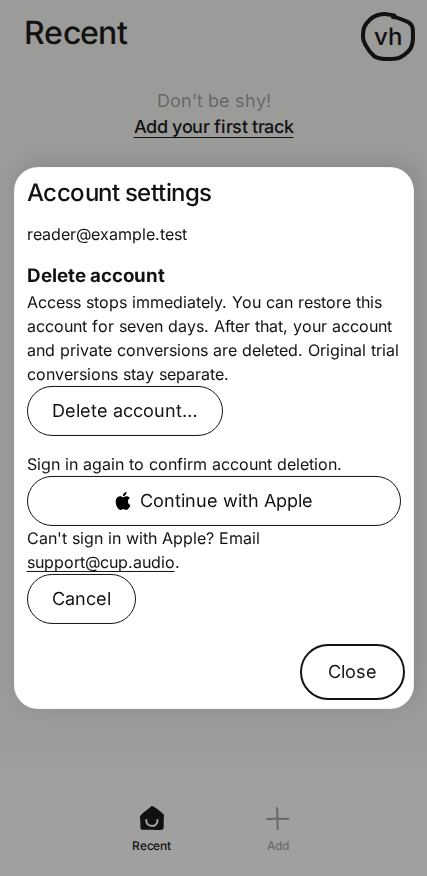 Recent
vh
Don’t be shy!
Add your first track
Account settings
reader@example.test
Delete account
Access stops immediately. You can restore this
account for seven days. After that, your account
and private conversions are deleted. Original trial
conversions stay separate.
Delete account...
Sign in again to confirm account deletion.
Continue with Apple
Can't sign in with Apple? Email
support@cup.audio.
Cancel
Close
Recent
Add